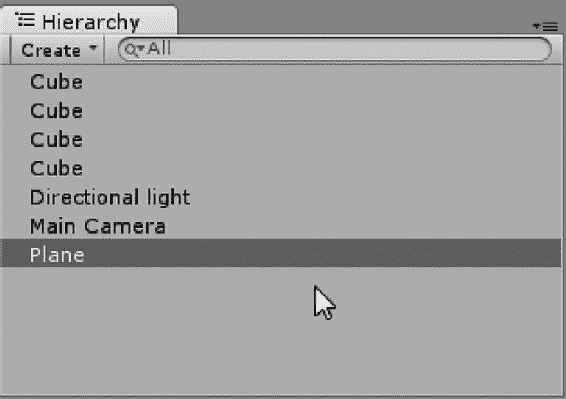 Hierarchy
Create All
Cube
Cube
Cube
Cube
Directional light
Main Camera
Plane